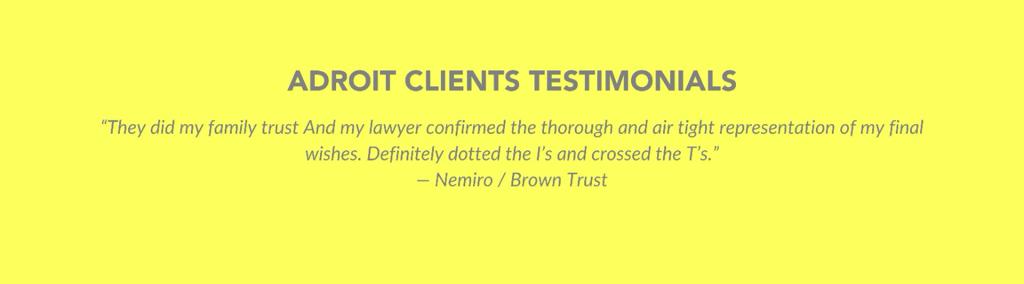 ADROIT CLIENTS TESTIMONIALS
“They did my family trust And my lawyer confirmed the thorough and air tight representation of my final
wishes. Definitely dotted the I’s and crossed the T’s.”
— Nemiro / Brown Trust